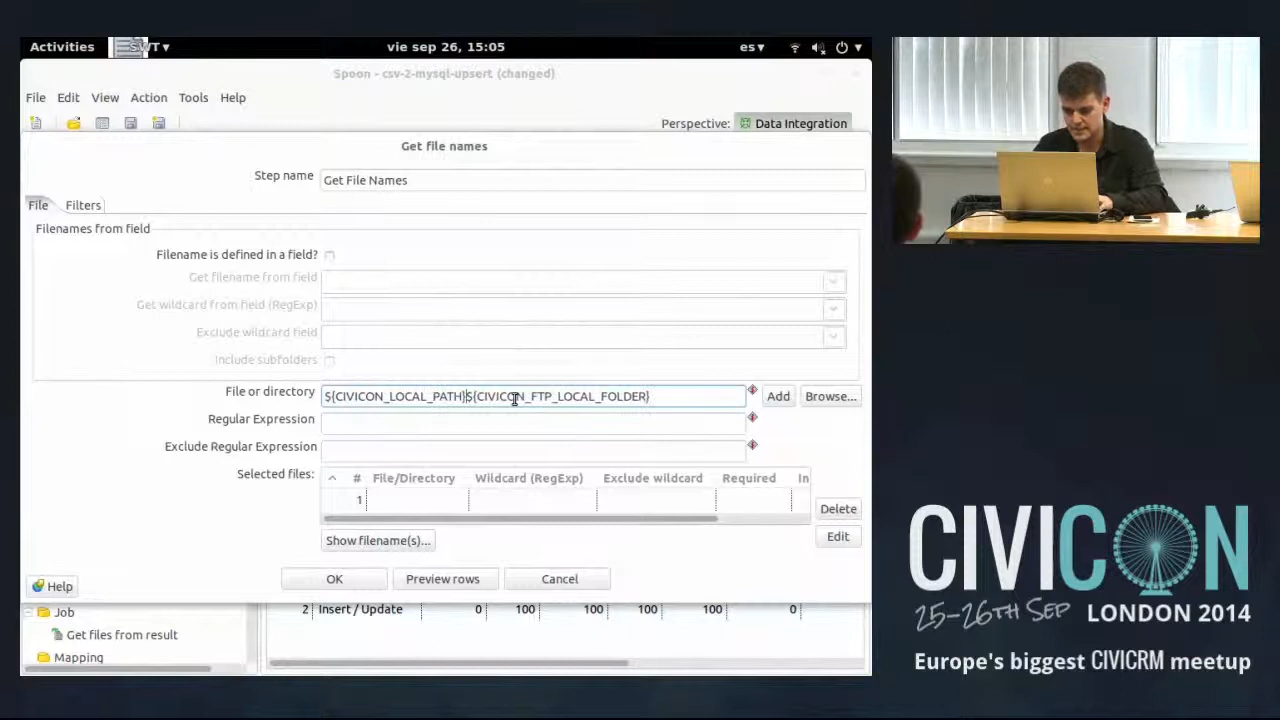 Activities SWT vie sep 26, 15:05 es
Spoon - csv-2-mysql-upsert (changed)
File Edit View Action Tools Help
Perspective: Data Integration
Get file names
Step name Get File Names
File Filters
Filenames from field
Filename is defined in a field?
Get filename from field
Get wildcard from field (RegExp)
Exclude wildcard field
Include subfolders
File or directory ${CIVICON_LOCAL_PATH}${CIVICON_FTP_LOCAL_FOLDER} Add Browse...
Regular Expression
Exclude Regular Expression
Selected files: # File/Directory Wildcard (RegExp) Exclude wildcard Required In
1
Delete
Edit
Show filename(s)...
OK Preview rows Cancel
Help
Job
Get files from result
Mapping
2 Insert / Update 0 100 100 100 100 0
CIVICON
25-26TH SEP LONDON 2014
Europe's biggest CIVICRM meetup